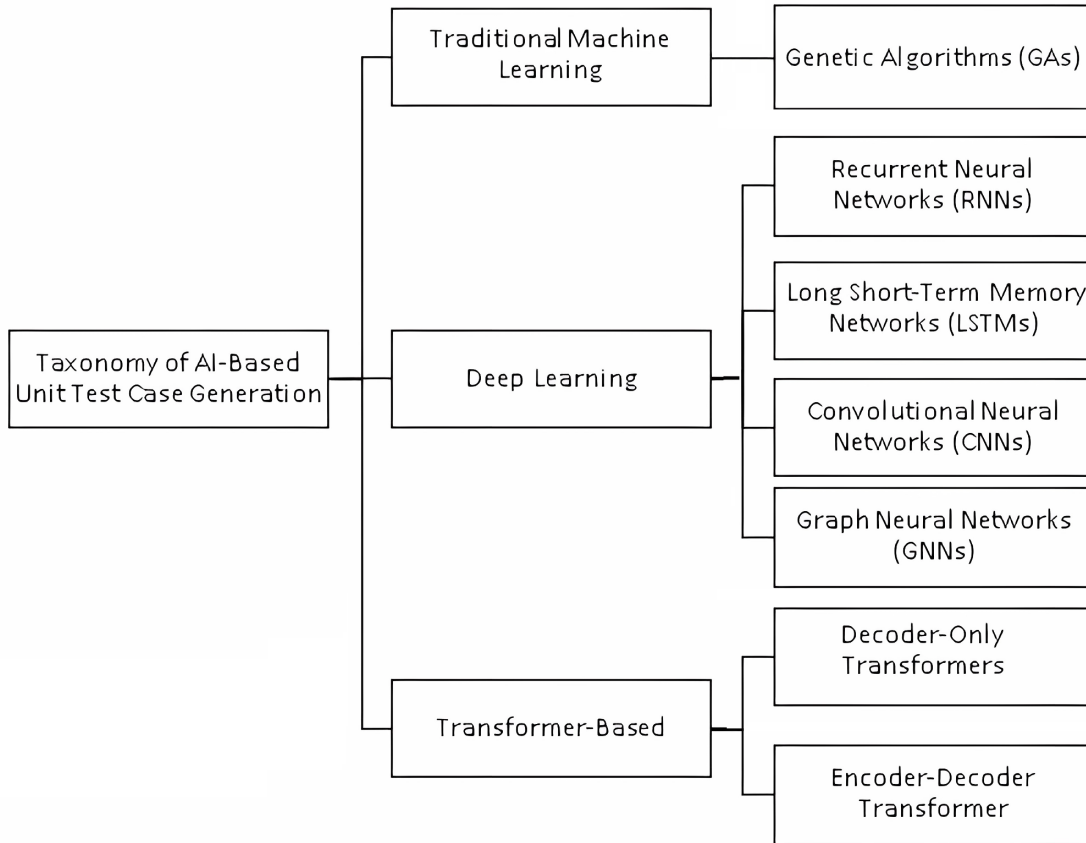 Taxonomy of AI-Based
Unit Test Case Generation
Traditional Machine
Learning
Genetic Algorithms (GAs)
Deep Learning
Recurrent Neural
Networks (RNNs)
Long Short-Term Memory
Networks (LSTMs)
Convolutional Neural
Networks (CNNs)
Graph Neural Networks
(GNNs)
Transformer-Based
Decoder-Only
Transformers
Encoder-Decoder
Transformer